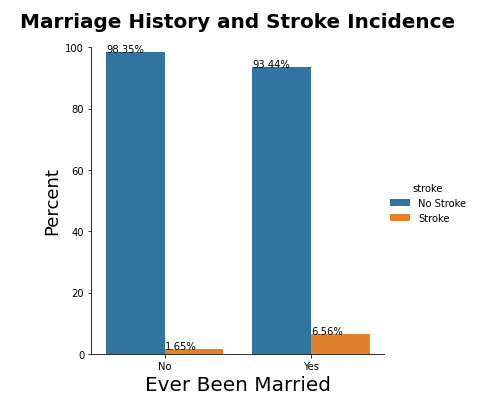 Marriage History and Stroke Incidence
100
80
60
40
20
0
Percent
98.35%
1.65%
93.44%
6.56%
No
Yes
Ever Been Married
stroke
No Stroke
Stroke